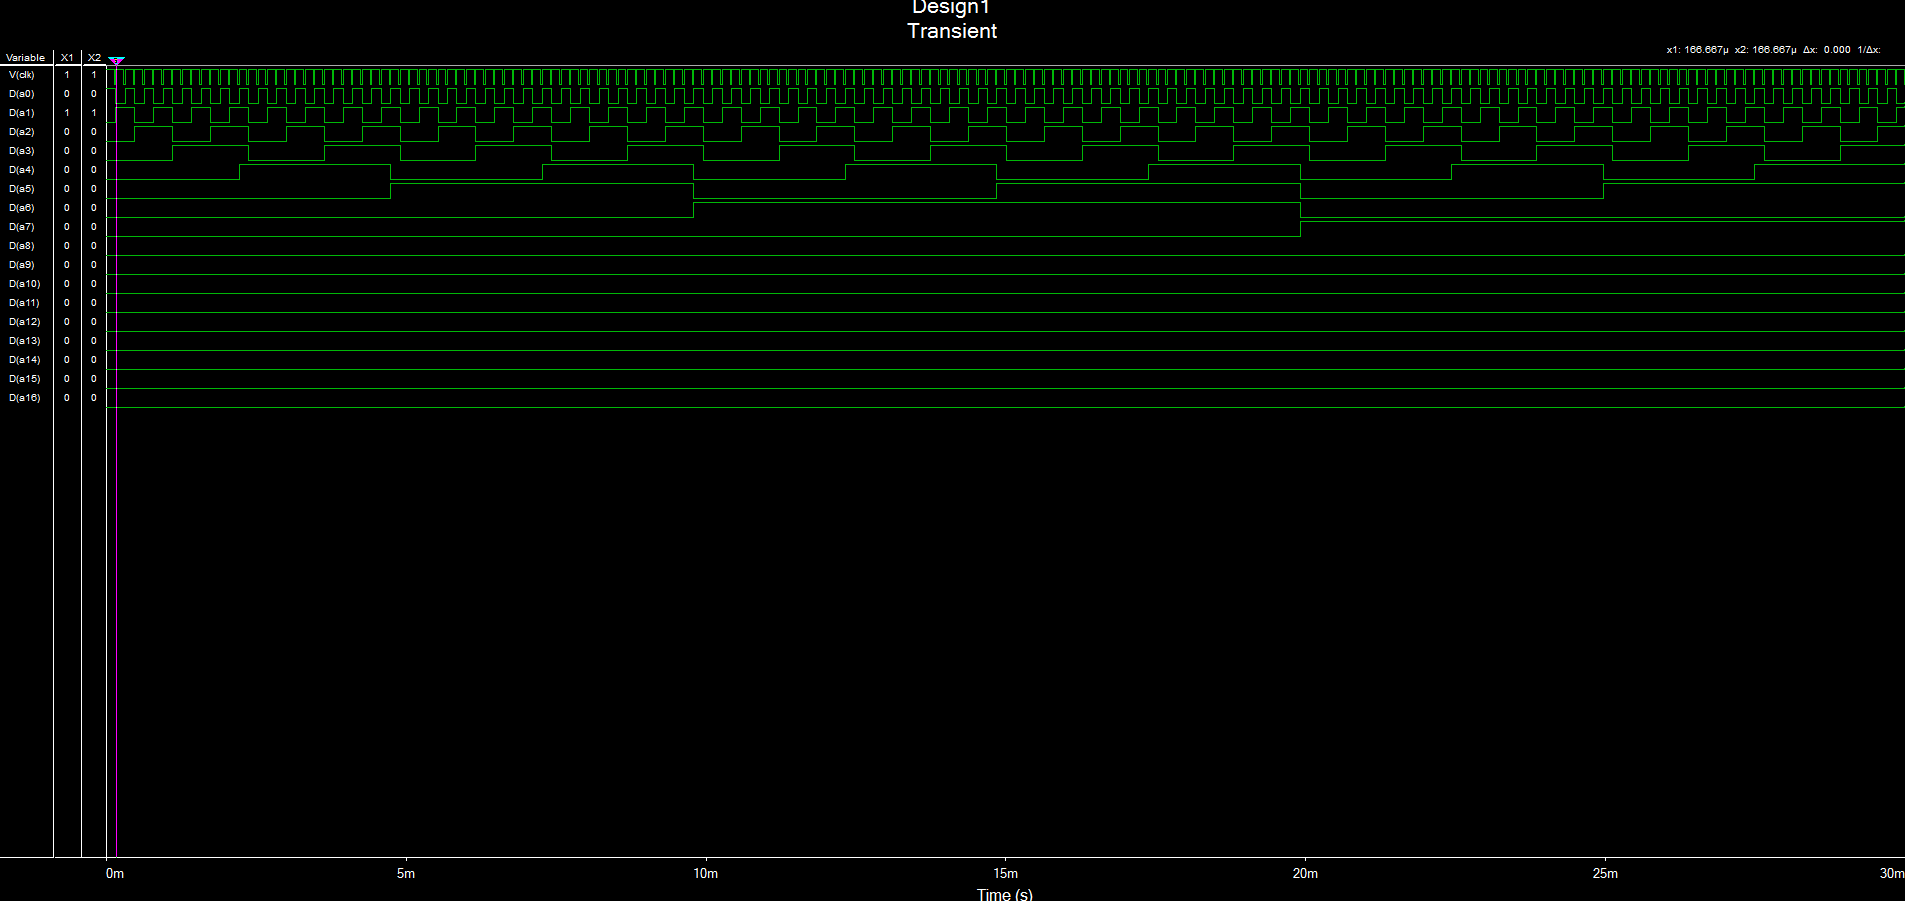 Design1
Transient
x1: 166.667µ x2: 166.667µ Δx: 0.000 1/Δx:
Variable X1 X2
V(clk) 1 1
D(a0) 0 0
D(a1) 1 1
D(a2) 0 0
D(a3) 0 0
D(a4) 0 0
D(a5) 0 0
D(a6) 0 0
D(a7) 0 0
D(a8) 0 0
D(a9) 0 0
D(a10) 0 0
D(a11) 0 0
D(a12) 0 0
D(a13) 0 0
D(a14) 0 0
D(a15) 0 0
D(a16) 0 0
0m 5m 10m 15m 20m 25m 30m
Time (s)